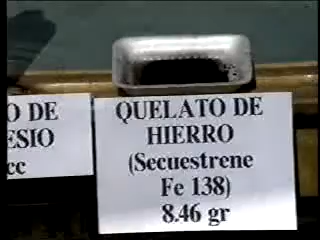 O DE
ESIO
cc
QUELATO DE
HIERRO
(Secuestrene
Fe 138)
8.46 gr